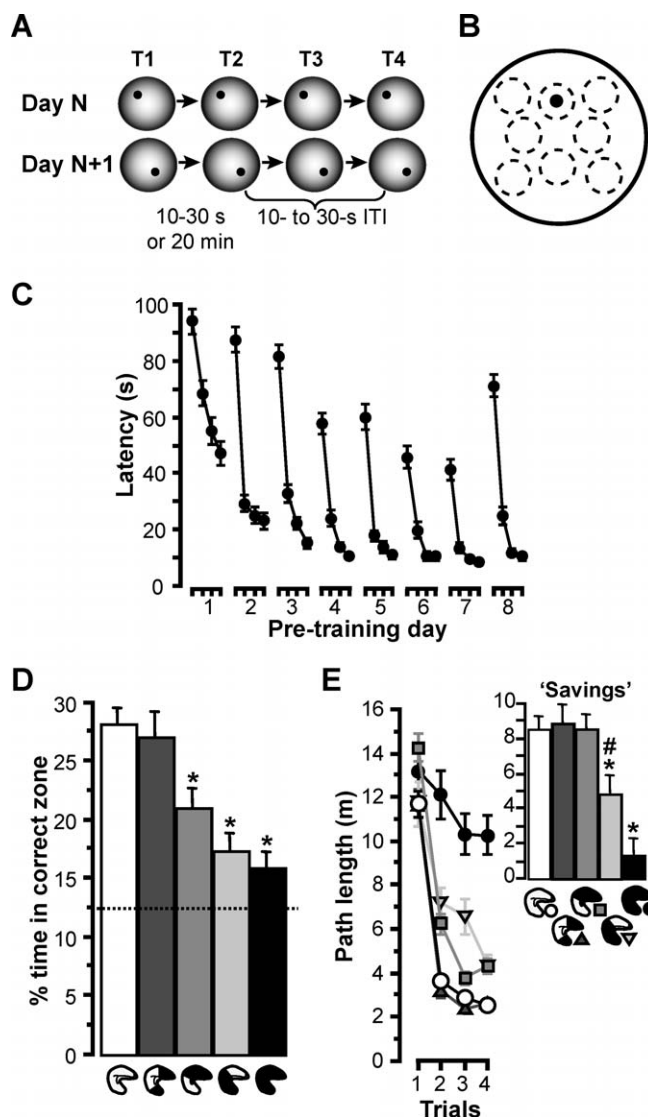 A
T1 T2 T3 T4
Day N
Day N+1
10-30 s
or 20 min
10- to 30-s ITI
B
C
Latency (s)
100
80
60
40
20
0
1 2 3 4 5 6 7 8
Pre-training day
D
% time in correct zone
30
25
20
15
10
5
0
* * *
E
Path length (m)
16
14
12
10
8
6
4
2
0
1 2 3 4
Trials
'Savings'
10
8
6
4
2
0
#
* *